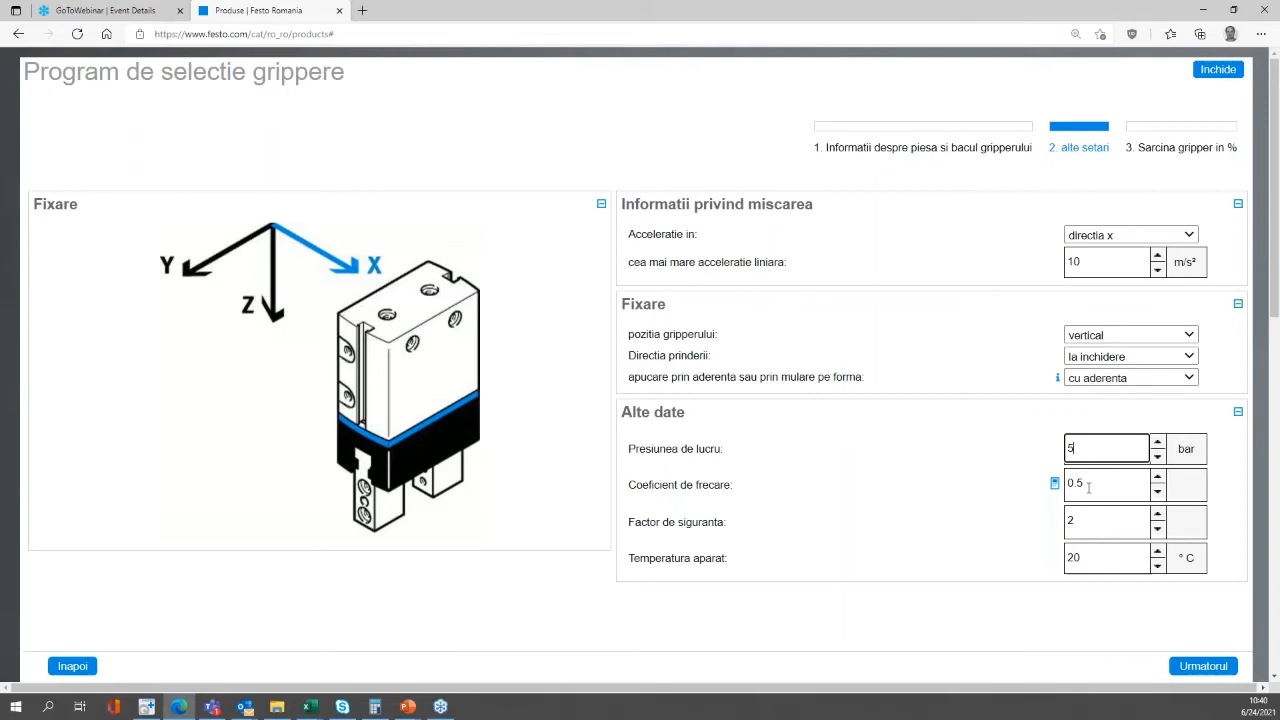 GoToWebinar | Event Details
Produse | Festo Romania
https://www.festo.com/cat/ro_ro/products#
Program de selectie grippere
Inchide
1. Informatii despre piesa si bacul gripperului
2. alte setari
3. Sarcina gripper in %
Fixare
Y
X
Z
Informatii privind miscarea
Acceleratie in:
directia x
cea mai mare acceleratie liniara:
10
m/s²
Fixare
pozitia gripperului:
vertical
Directia prinderii:
la inchidere
apucare prin aderenta sau prin mulare pe forma:
cu aderenta
Alte date
Presiunea de lucru:
5
bar
Coeficient de frecare:
0.5
Factor de siguranta:
2
Temperatura aparat:
20
° C
Inapoi
Urmatorul
10:40
6/24/2021